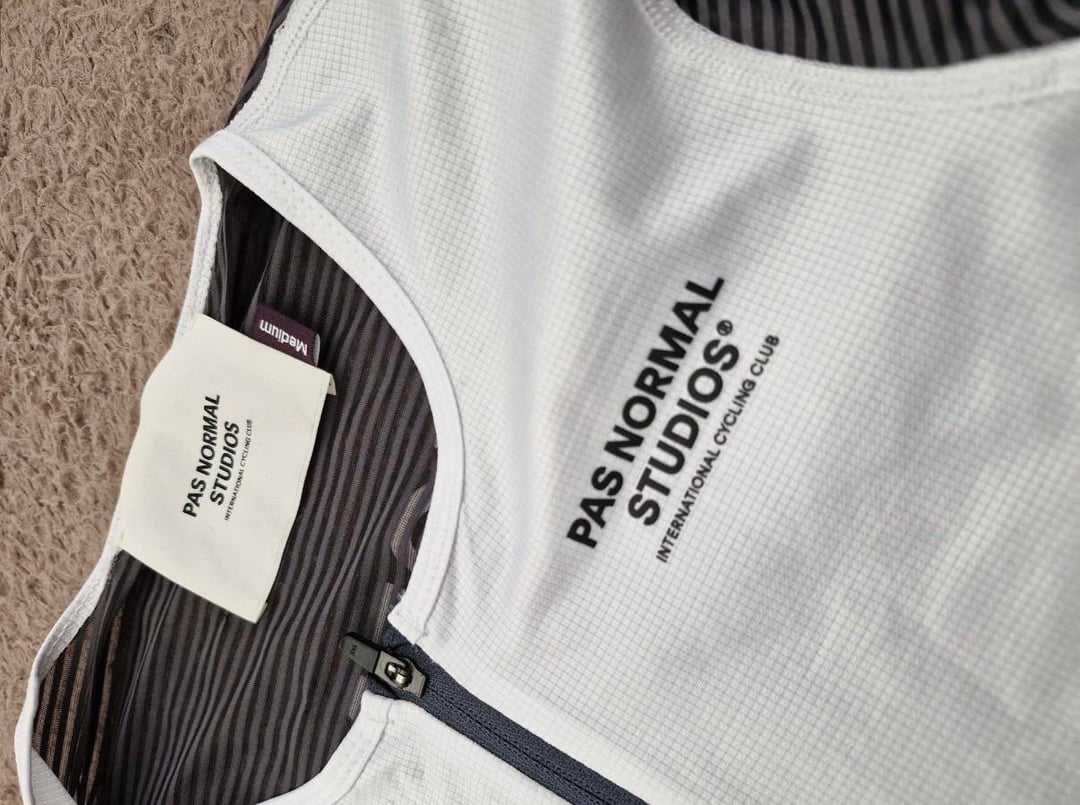 Medium
PAS NORMAL
STUDIOS
INTERNATIONAL CYCLING CLUB
PAS NORMAL
STUDIOS®
INTERNATIONAL CYCLING CLUB